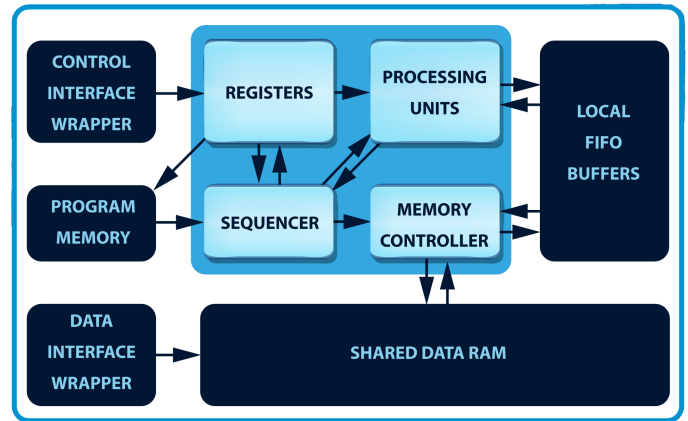 CONTROL
INTERFACE
WRAPPER
REGISTERS
PROCESSING
UNITS
LOCAL
FIFO
BUFFERS
PROGRAM
MEMORY
SEQUENCER
MEMORY
CONTROLLER
DATA
INTERFACE
WRAPPER
SHARED DATA RAM